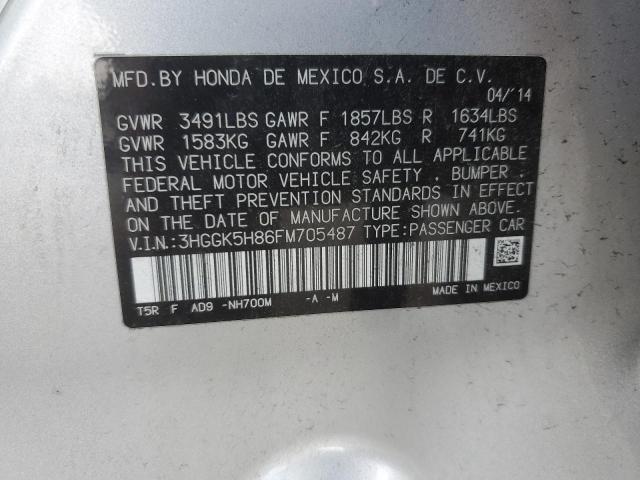 MFD.BY HONDA DE MEXICO S.A. DE C.V.
04/'14
GVWR 3491LBS GAWR F 1857LBS R 1634LBS
GVWR 1583KG GAWR F 842KG R 741KG
THIS VEHICLE CONFORMS TO ALL APPLICABLE
FEDERAL MOTOR VEHICLE SAFETY , BUMPER ,
AND THEFT PREVENTION STANDARDS IN EFFECT
ON THE DATE OF MANUFACTURE SHOWN ABOVE.
V.I.N.:3HGGK5H86FM705487 TYPE:PASSENGER CAR
T5R F AD9 -NH700M -A -M
MADE IN MEXICO